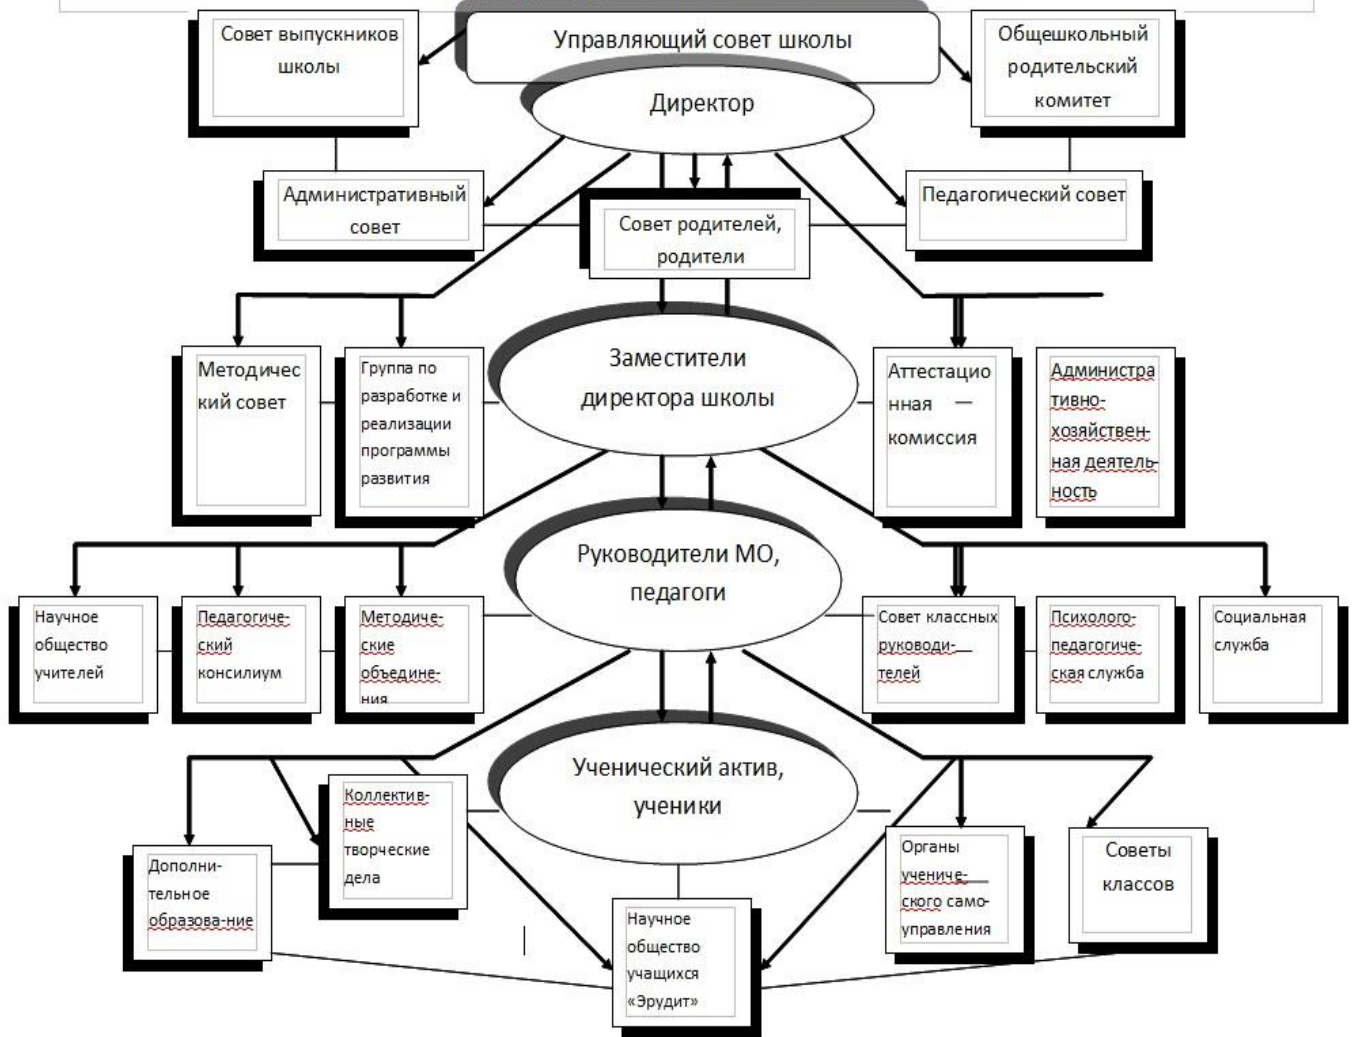 Совет выпускников
школы
Управляющий совет школы
Общешкольный
родительский
комитет
Директор
Административный
совет
Совет родителей,
родители
Педагогический совет
Методичес
кий совет
Группа по
разработке и
реализации
программы
развития
Заместители
директора школы
Аттестацио
нная
комиссия
Администра
тивно-
хозяйствен-
ная деятель-
ность
Научное
общество
учителей
Педагогиче-
ский
консилиум
Методиче-
ские
объедине-
ния
Руководители МО,
педагоги
Совет классных
руководи-
телей
Психолого-
педагогиче-
ская служба
Социальная
служба
Дополни-
тельное
образова-ние
Коллектив-
ные
творческие
дела
Ученический актив,
ученики
Научное
общество
учащихся
«Эрудит»
Органы
учениче-
ского само-
управления
Советы
классов